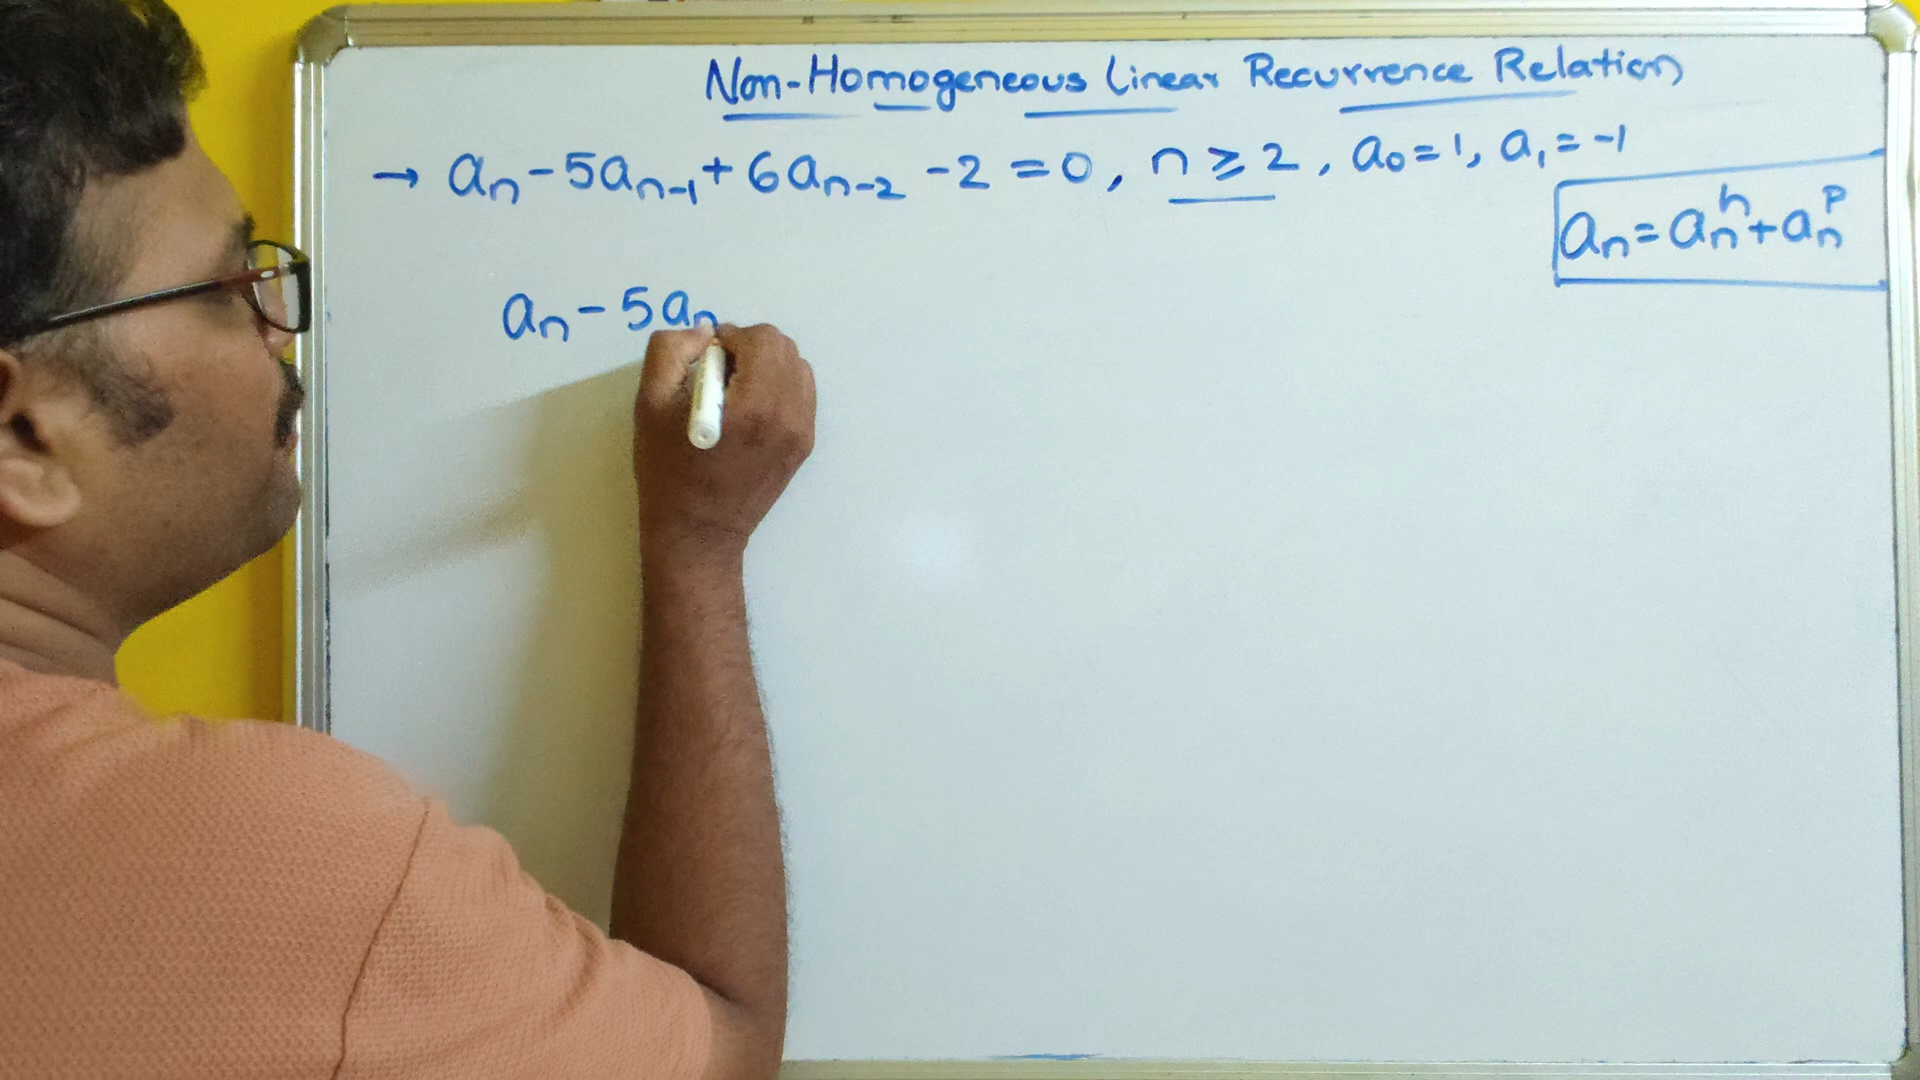 Non-Homogeneous Linear Recurrence Relation
→ aₙ - 5aₙ₋₁ + 6aₙ₋₂ - 2 = 0, n ≥ 2, a₀ = 1, a₁ = -1
aₙ = aₙʰ + aₙᵖ
aₙ - 5aₙ